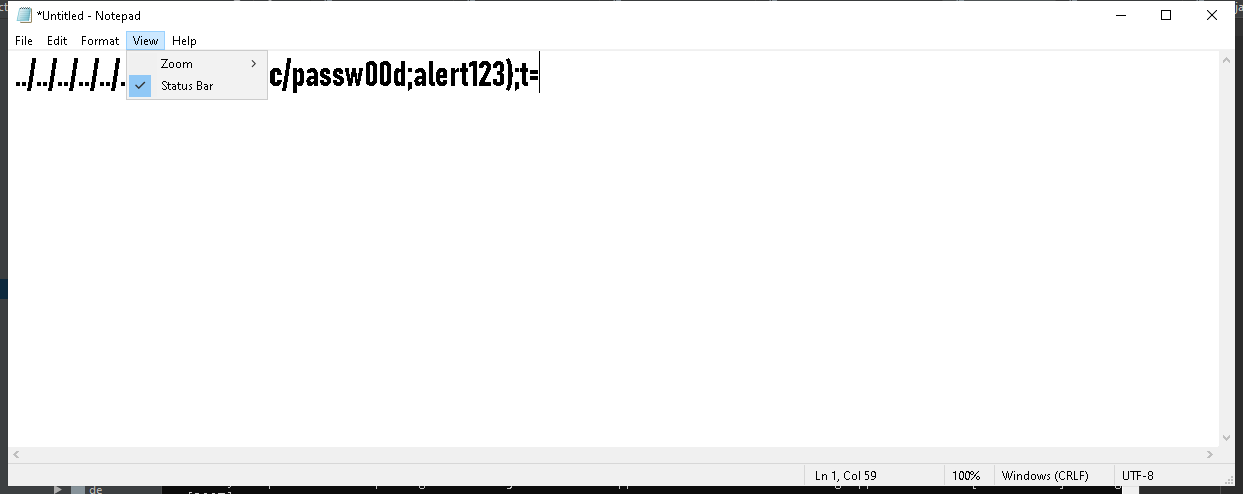 *Untitled - Notepad
File Edit Format View Help
Zoom
Status Bar
../../../../../. c/passw00d;alert123);t=
Ln 1, Col 59
100%
Windows (CRLF)
UTF-8
de